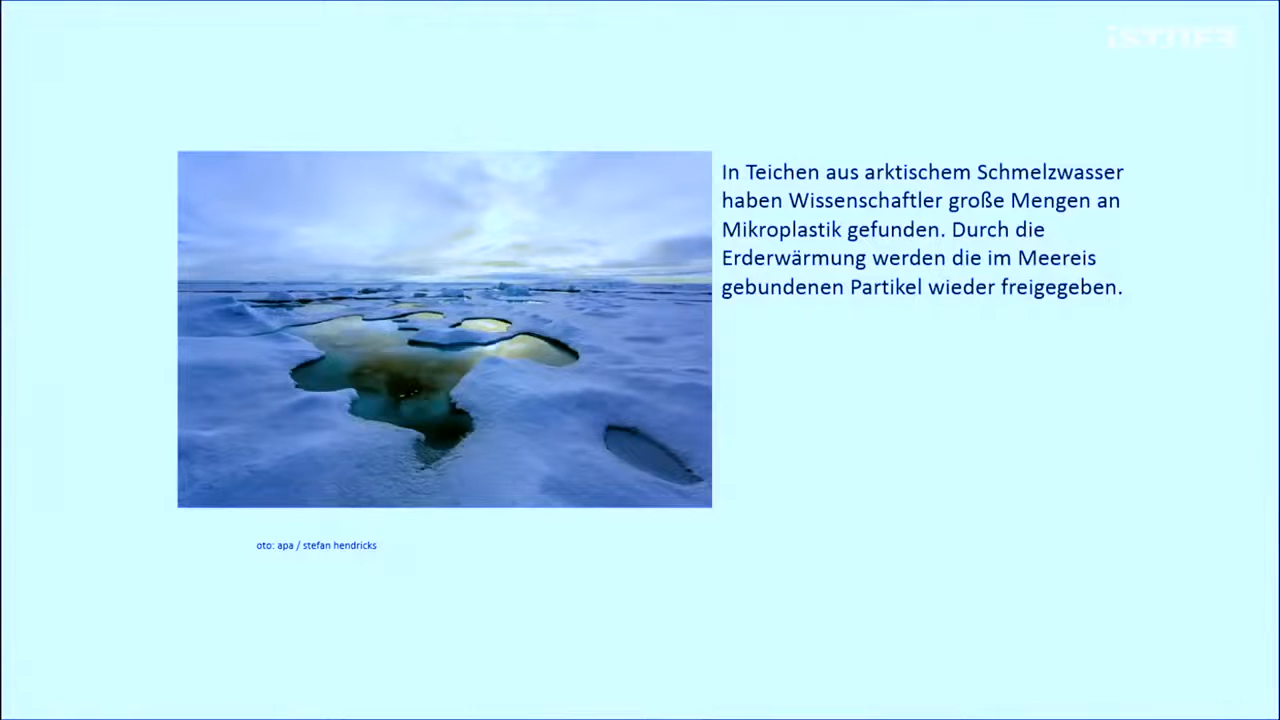 In Teichen aus arktischem Schmelzwasser
haben Wissenschaftler große Mengen an
Mikroplastik gefunden. Durch die
Erderwärmung werden die im Meereis
gebundenen Partikel wieder freigegeben.
oto: apa / stefan hendricks